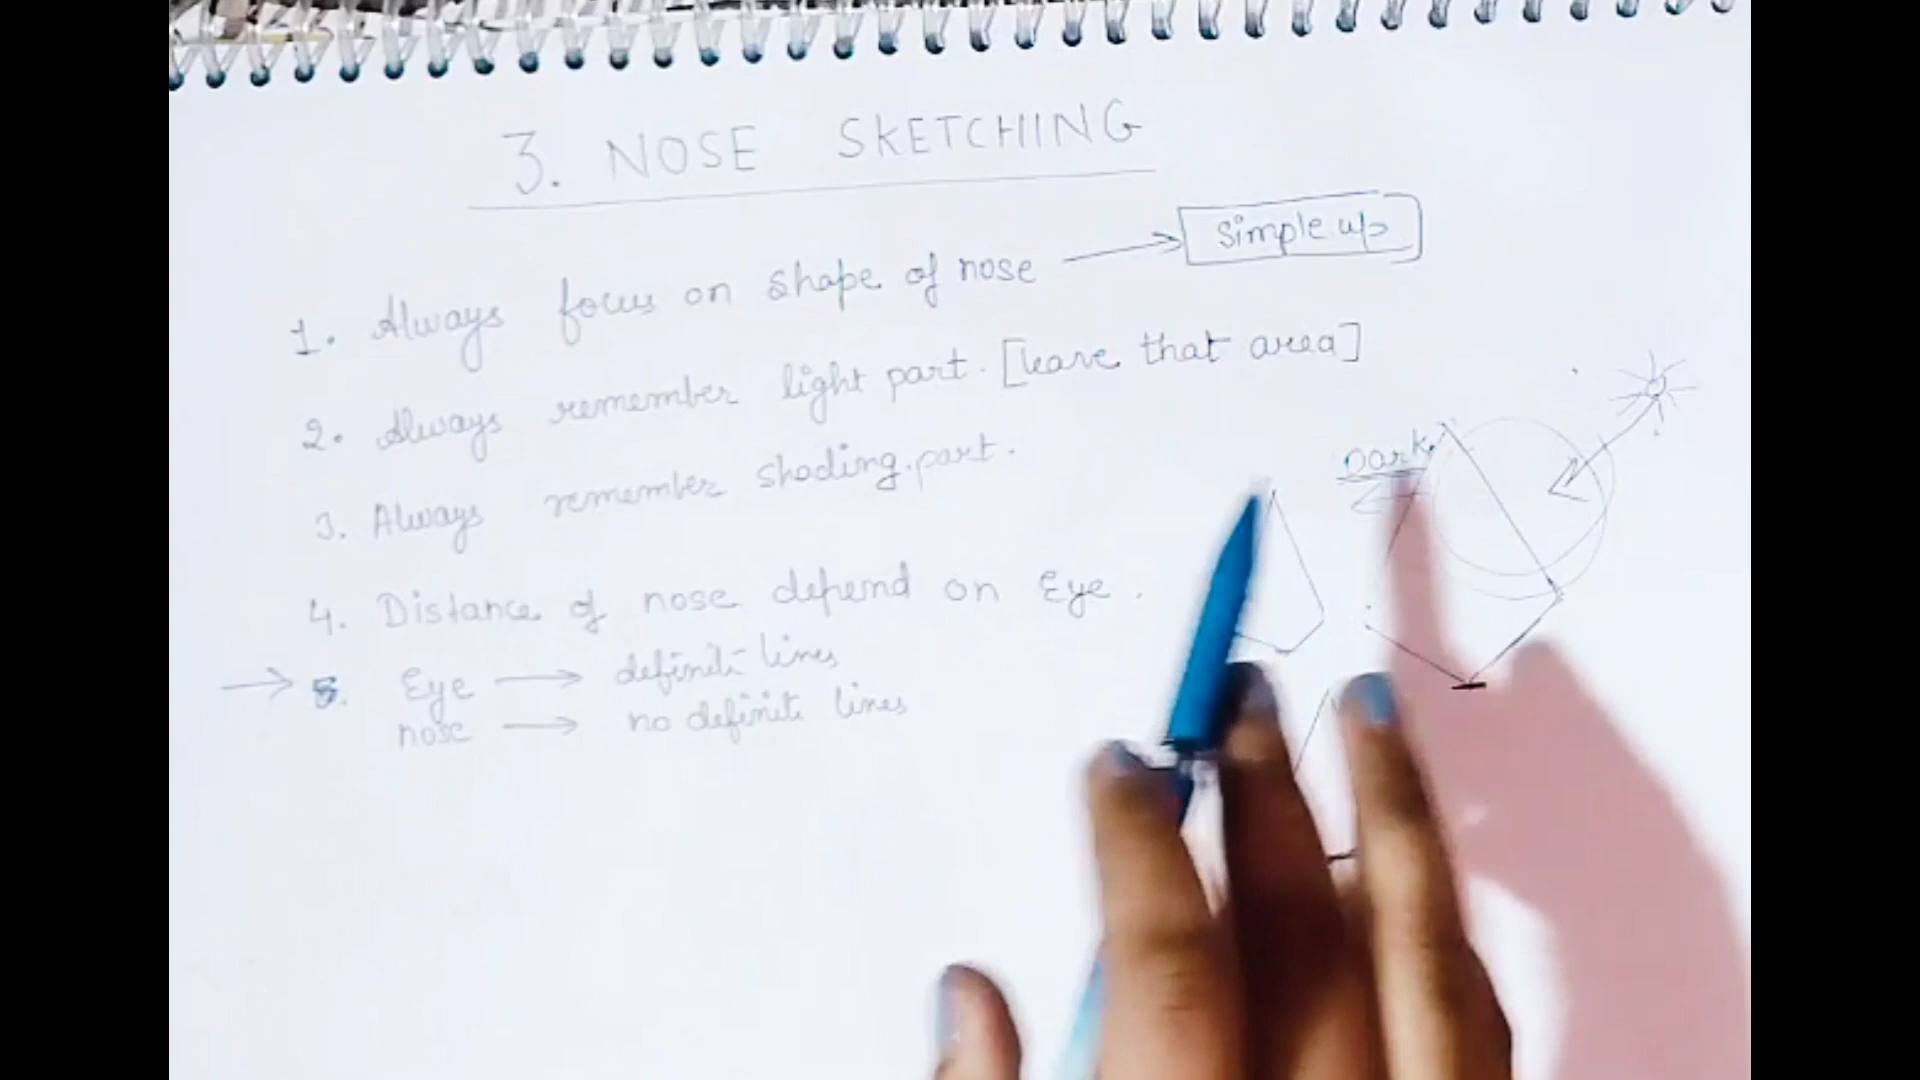 3. NOSE SKETCHING
1. Always focus on shape of nose → Simple up
2. Always remember light part. [leave that area]
3. Always remember shading part.
Dark
4. Distance of nose depend on Eye.
→ 5. Eye → definiti lines
nose → no definiti lines